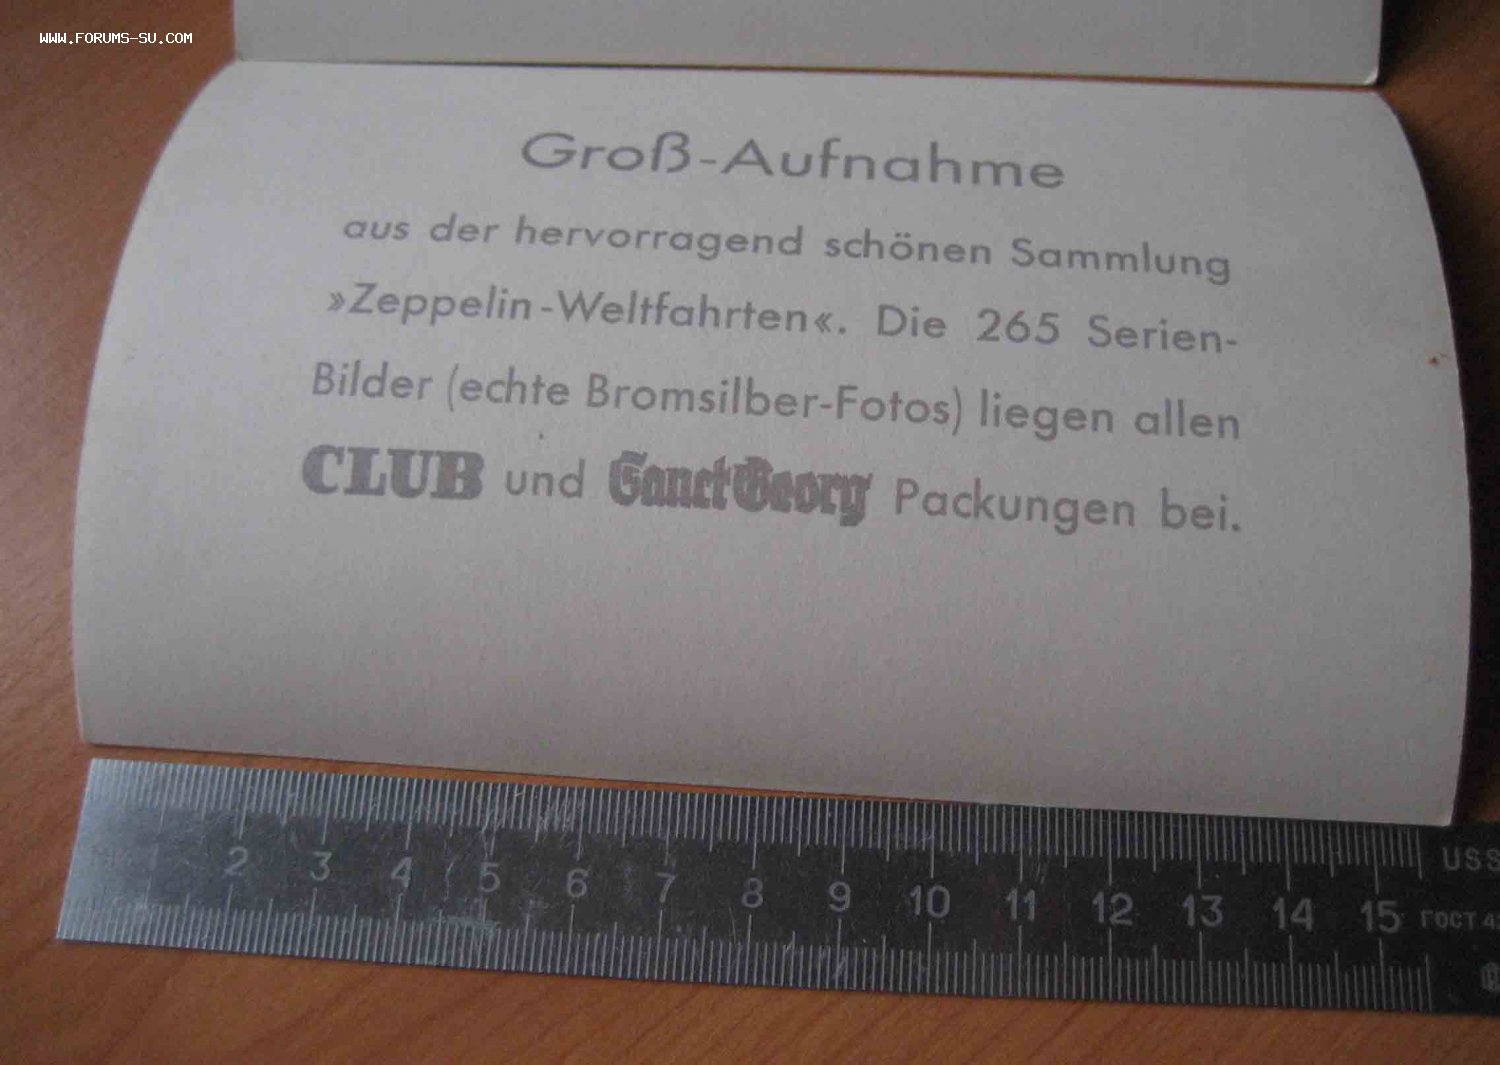 WWW.FORUMS-SU.COM
Groß-Aufnahme
aus der hervorragend schönen Sammlung
»Zeppelin-Weltfahrten«. Die 265 Serien-
Bilder (echte Bromsilber-Fotos) liegen allen
CLUB und Sanct Georg Packungen bei.
2 3 4 5 6 7 8 9 10 11 12 13 14 15
ГОСТ